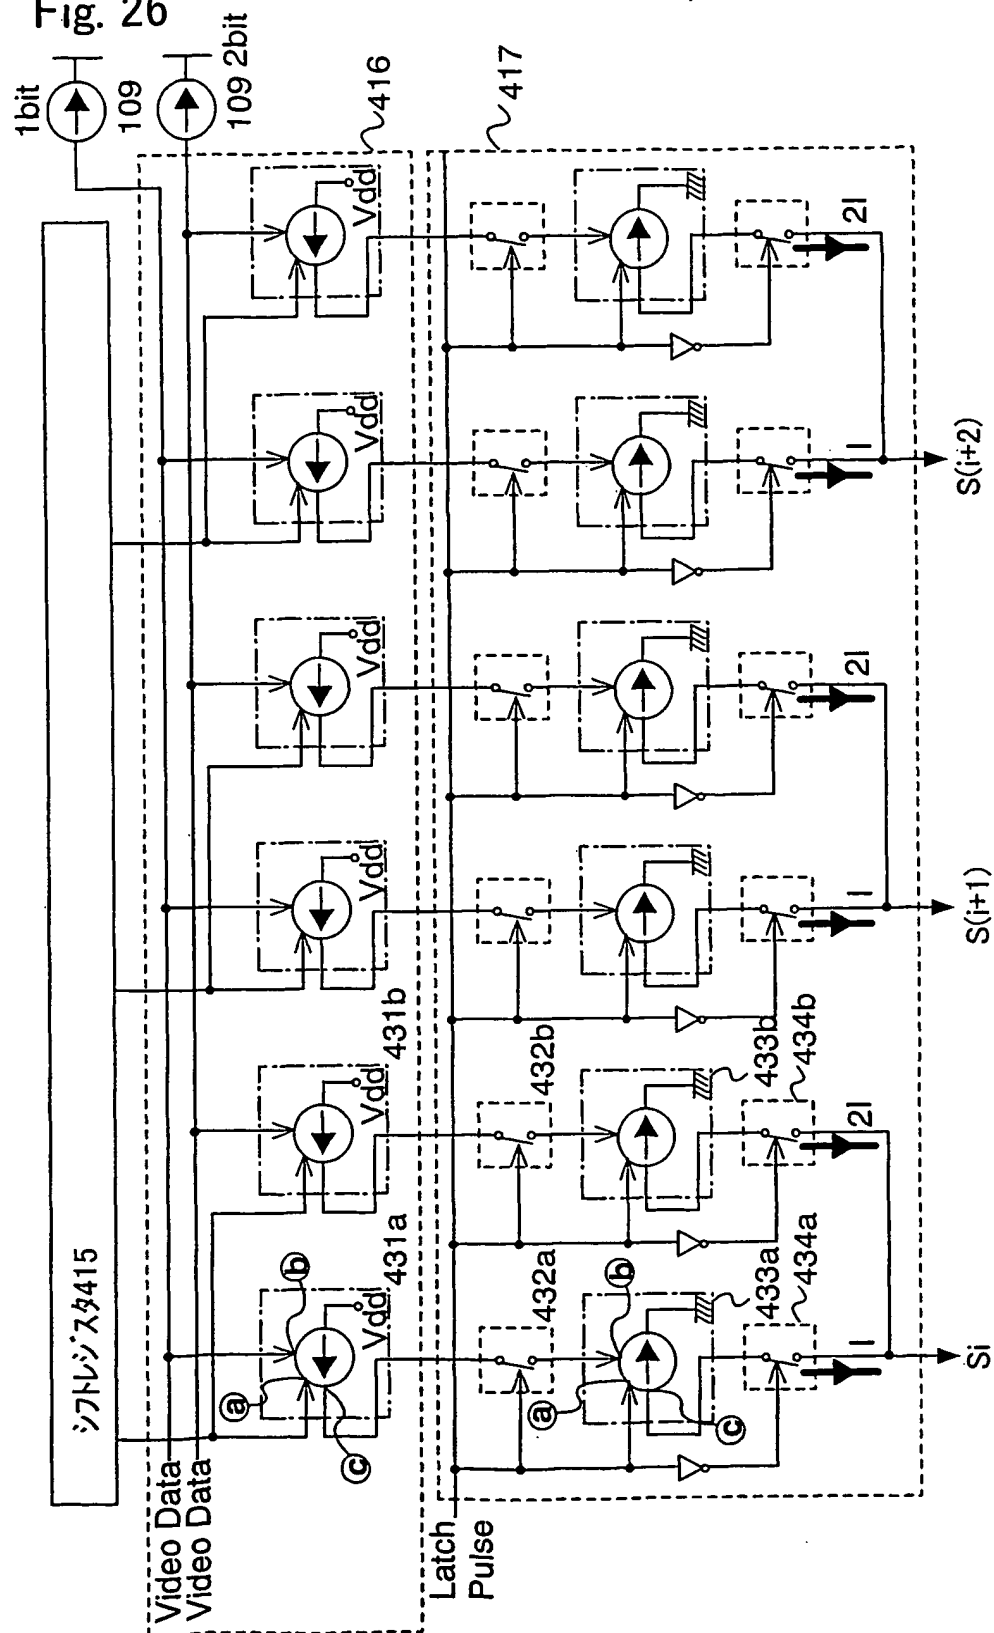 Fig. 26
1bit
109
109 2bit
シフトレジスタ415
Video Data
Video Data
416
Vdd
Vdd
Vdd
Vdd
Vdd
Vdd
431a
431b
a
b
c
Latch
Pulse
417
432a
432b
a
b
c
433a
433b
434a
434b
I
2I
I
2I
I
2I
Si
S(i+1)
S(i+2)